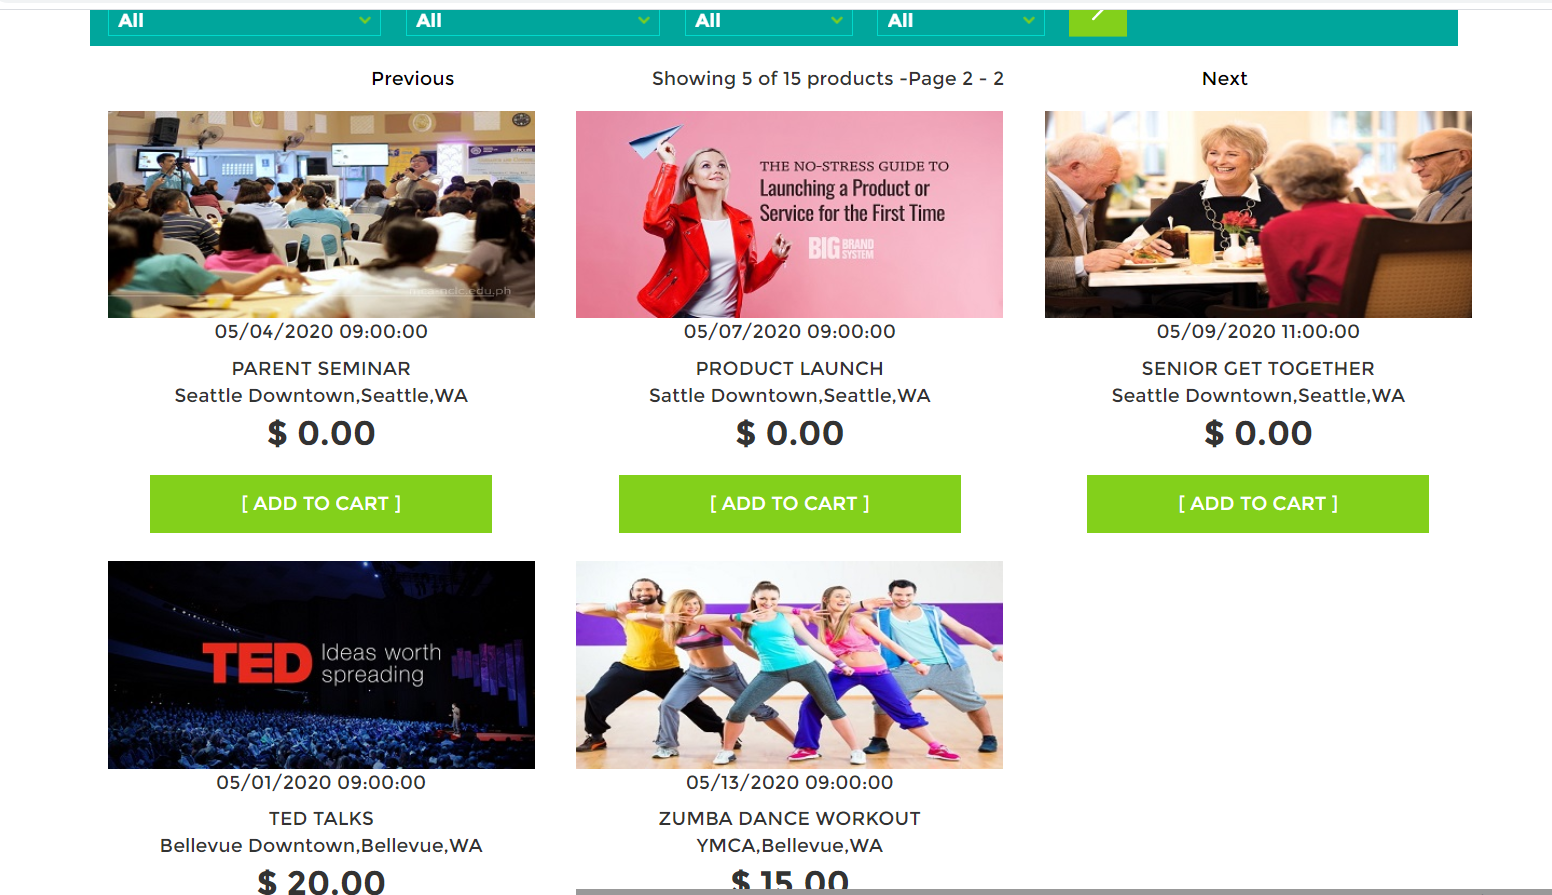 All All All All
Previous Showing 5 of 15 products -Page 2 - 2 Next
THE NO-STRESS GUIDE TO
Launching a Product or
Service for the First Time
BIG BRAND SYSTEM
05/04/2020 09:00:00
PARENT SEMINAR
Seattle Downtown,Seattle,WA
$ 0.00
[ ADD TO CART ]
05/07/2020 09:00:00
PRODUCT LAUNCH
Sattle Downtown,Seattle,WA
$ 0.00
[ ADD TO CART ]
05/09/2020 11:00:00
SENIOR GET TOGETHER
Seattle Downtown,Seattle,WA
$ 0.00
[ ADD TO CART ]
TED Ideas worth
spreading
05/01/2020 09:00:00
TED TALKS
Bellevue Downtown,Bellevue,WA
$ 20.00
05/13/2020 09:00:00
ZUMBA DANCE WORKOUT
YMCA,Bellevue,WA
$ 15.00